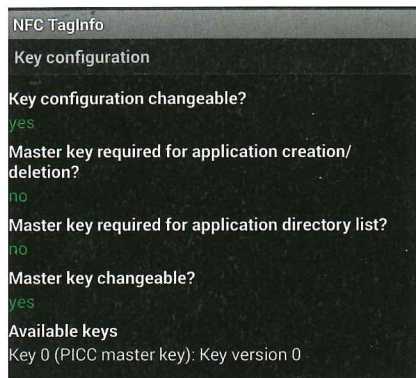 NFC TagInfo
Key configuration
Key configuration changeable?
yes
Master key required for application creation/
deletion?
no
Master key required for application directory list?
no
Master key changeable?
yes
Available keys
Key 0 (PICC master key): Key version 0